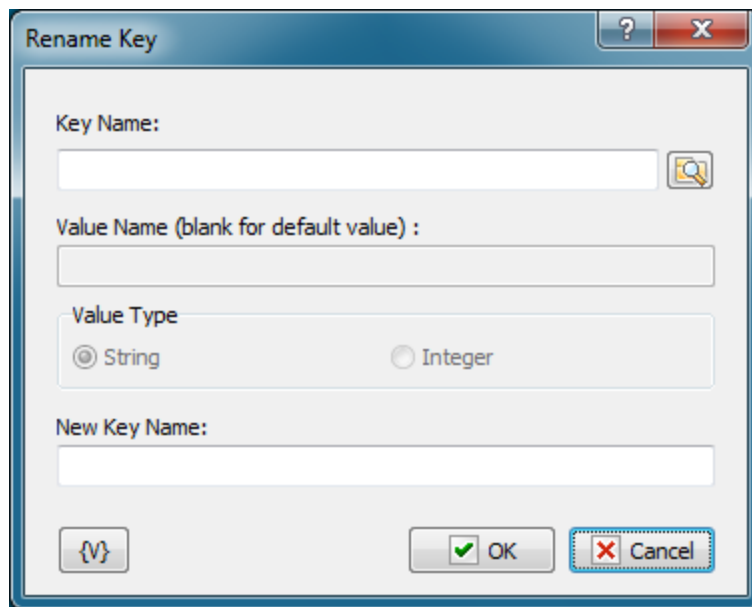 Rename Key
?
Key Name:
Value Name (blank for default value) :
Value Type
String
Integer
New Key Name:
{V}
OK
Cancel